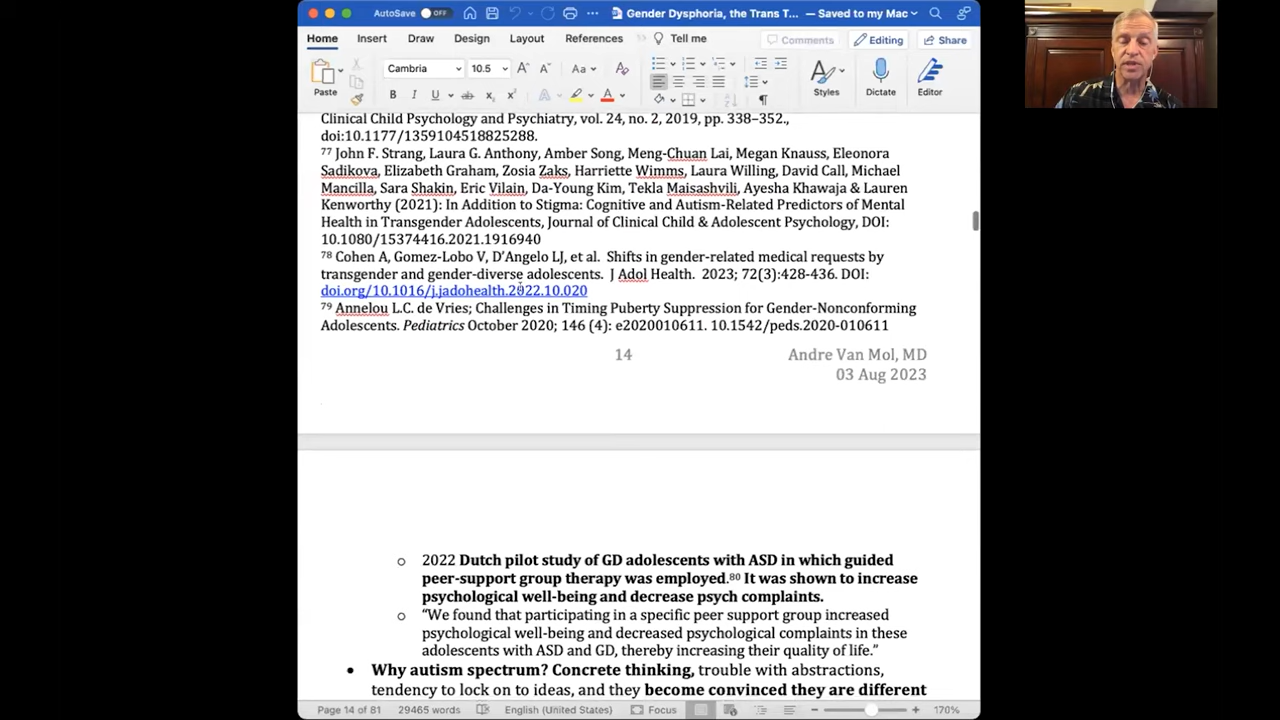 AutoSave OFF Gender Dysphoria, the Trans T... — Saved to my Mac
Home Insert Draw Design Layout References Tell me Comments Editing Share
Paste Cambria 10.5 A A Aa A Styles Dictate Editor
B I U ab x₂ x² A A
Clinical Child Psychology and Psychiatry, vol. 24, no. 2, 2019, pp. 338–352.,
doi:10.1177/1359104518825288.
77 John F. Strang, Laura G. Anthony, Amber Song, Meng-Chuan Lai, Megan Knauss, Eleonora
Sadikova, Elizabeth Graham, Zosia Zaks, Harriette Wimms, Laura Willing, David Call, Michael
Mancilla, Sara Shakin, Eric Vilain, Da-Young Kim, Tekla Maisashvili, Ayesha Khawaja & Lauren
Kenworthy (2021): In Addition to Stigma: Cognitive and Autism-Related Predictors of Mental
Health in Transgender Adolescents, Journal of Clinical Child & Adolescent Psychology, DOI:
10.1080/15374416.2021.1916940
78 Cohen A, Gomez-Lobo V, D’Angelo LJ, et al. Shifts in gender-related medical requests by
transgender and gender-diverse adolescents. J Adol Health. 2023; 72(3):428-436. DOI:
doi.org/10.1016/j.jadohealth.2022.10.020
79 Annelou L.C. de Vries; Challenges in Timing Puberty Suppression for Gender-Nonconforming
Adolescents. Pediatrics October 2020; 146 (4): e2020010611. 10.1542/peds.2020-010611
14 Andre Van Mol, MD
03 Aug 2023
o 2022 Dutch pilot study of GD adolescents with ASD in which guided
peer-support group therapy was employed.80 It was shown to increase
psychological well-being and decrease psych complaints.
o “We found that participating in a specific peer support group increased
psychological well-being and decreased psychological complaints in these
adolescents with ASD and GD, thereby increasing their quality of life.”
• Why autism spectrum? Concrete thinking, trouble with abstractions,
tendency to lock on to ideas, and they become convinced they are different
Page 14 of 81 29465 words English (United States) Focus 170%